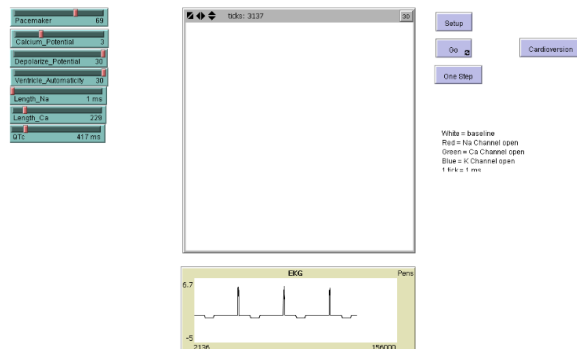 Pacemaker 69
Calcium_Potential 3
Depolarize_Potential 30
Ventricle_Automaticity 30
Length_Na 1 ms
Length_Ca 229
QTc 417 ms
ticks: 3137
30
Setup
Go
Cardioversion
One Step
White = baseline
Red = Na Channel open
Green = Ca Channel open
Blue = K Channel open
1 tick = 1 ms
EKG
Pens
6.7
-5
2136
156000